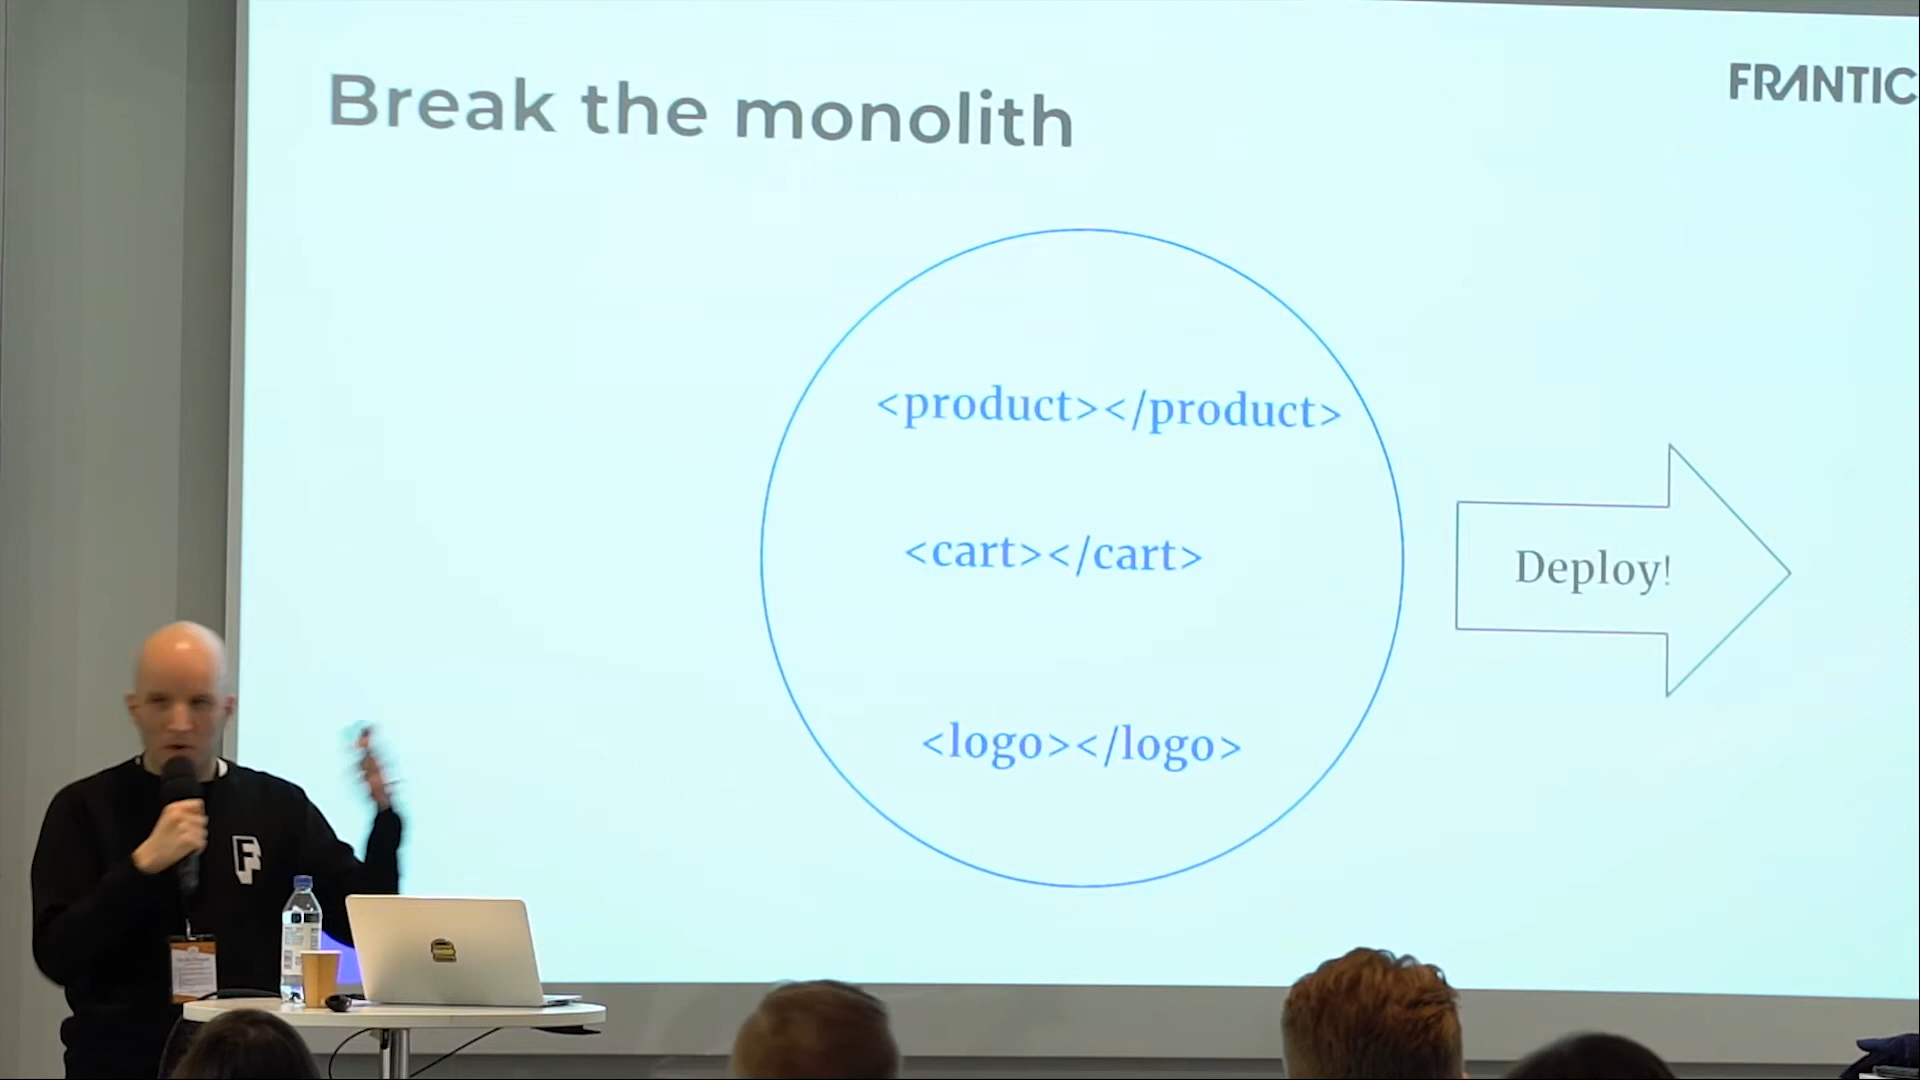 Break the monolith
FRANTIC
<product></product>
<cart></cart>
Deploy!
<logo></logo>
F